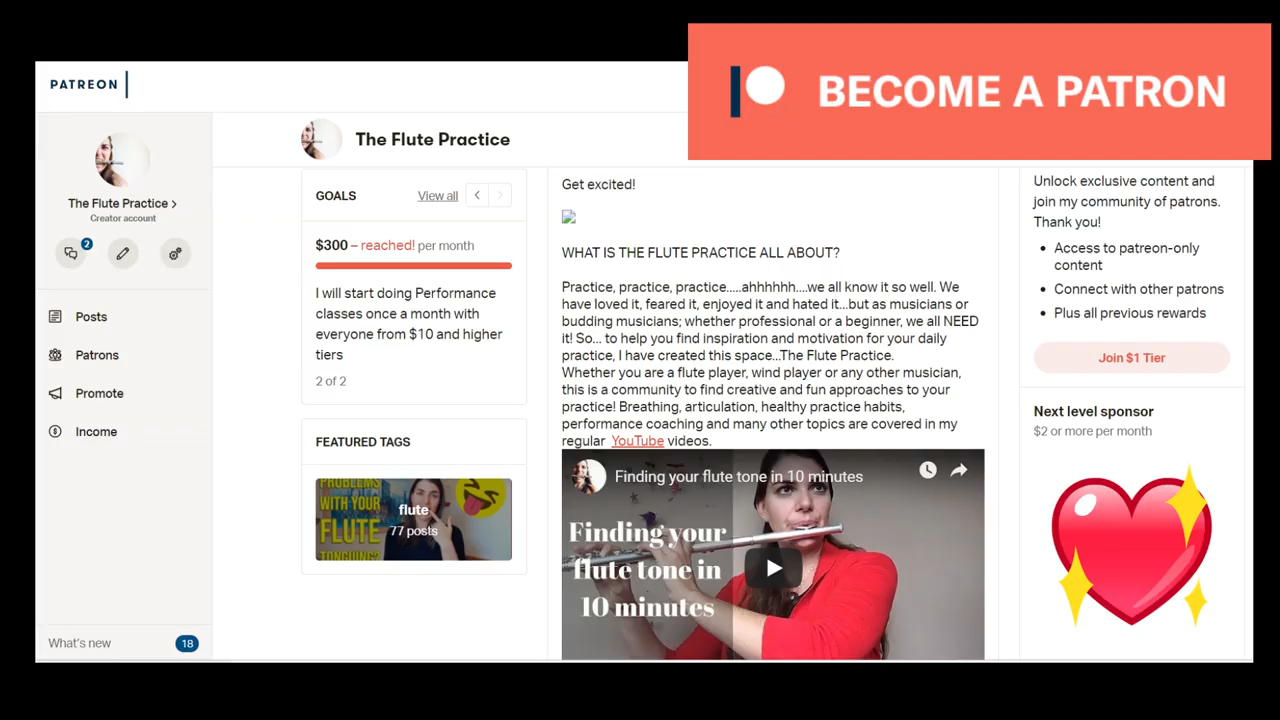 BECOME A PATRON
PATREON
The Flute Practice
The Flute Practice
Creator account
2
Posts
Patrons
Promote
Income
What's new
18
GOALS
View all
$300 – reached! per month
I will start doing Performance
classes once a month with
everyone from $10 and higher
tiers
2 of 2
FEATURED TAGS
PROBLEMS
WITH YOUR
FLUTE
TONGUING?
flute
77 posts
Get excited!
WHAT IS THE FLUTE PRACTICE ALL ABOUT?
Practice, practice, practice.....ahhhhhh....we all know it so well. We
have loved it, feared it, enjoyed it and hated it...but as musicians or
budding musicians; whether professional or a beginner, we all NEED
it! So... to help you find inspiration and motivation for your daily
practice, I have created this space...The Flute Practice.
Whether you are a flute player, wind player or any other musician,
this is a community to find creative and fun approaches to your
practice! Breathing, articulation, healthy practice habits,
performance coaching and many other topics are covered in my
regular YouTube videos.
Finding your flute tone in 10 minutes
Finding your
flute tone in
10 minutes
Unlock exclusive content and
join my community of patrons.
Thank you!
• Access to patreon-only
content
• Connect with other patrons
• Plus all previous rewards
Join $1 Tier
Next level sponsor
$2 or more per month